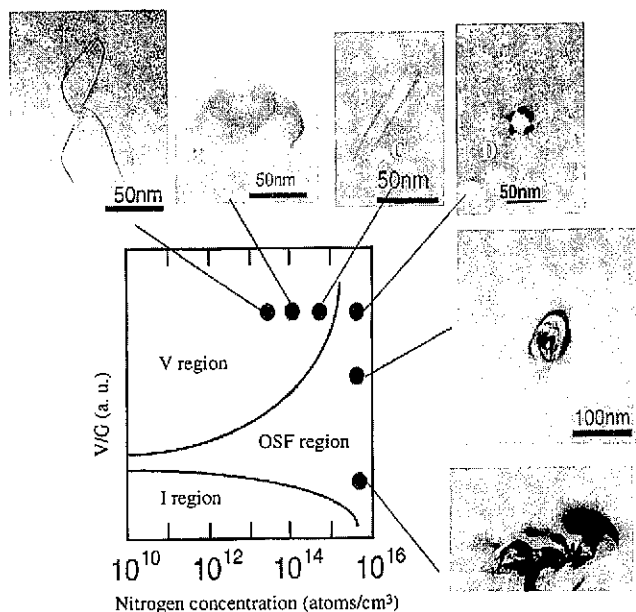 50nm
50nm
50nm
50nm
100nm
V/G (a. u.)
V region
OSF region
I region
10^10 10^12 10^14 10^16
Nitrogen concentration (atoms/cm³)